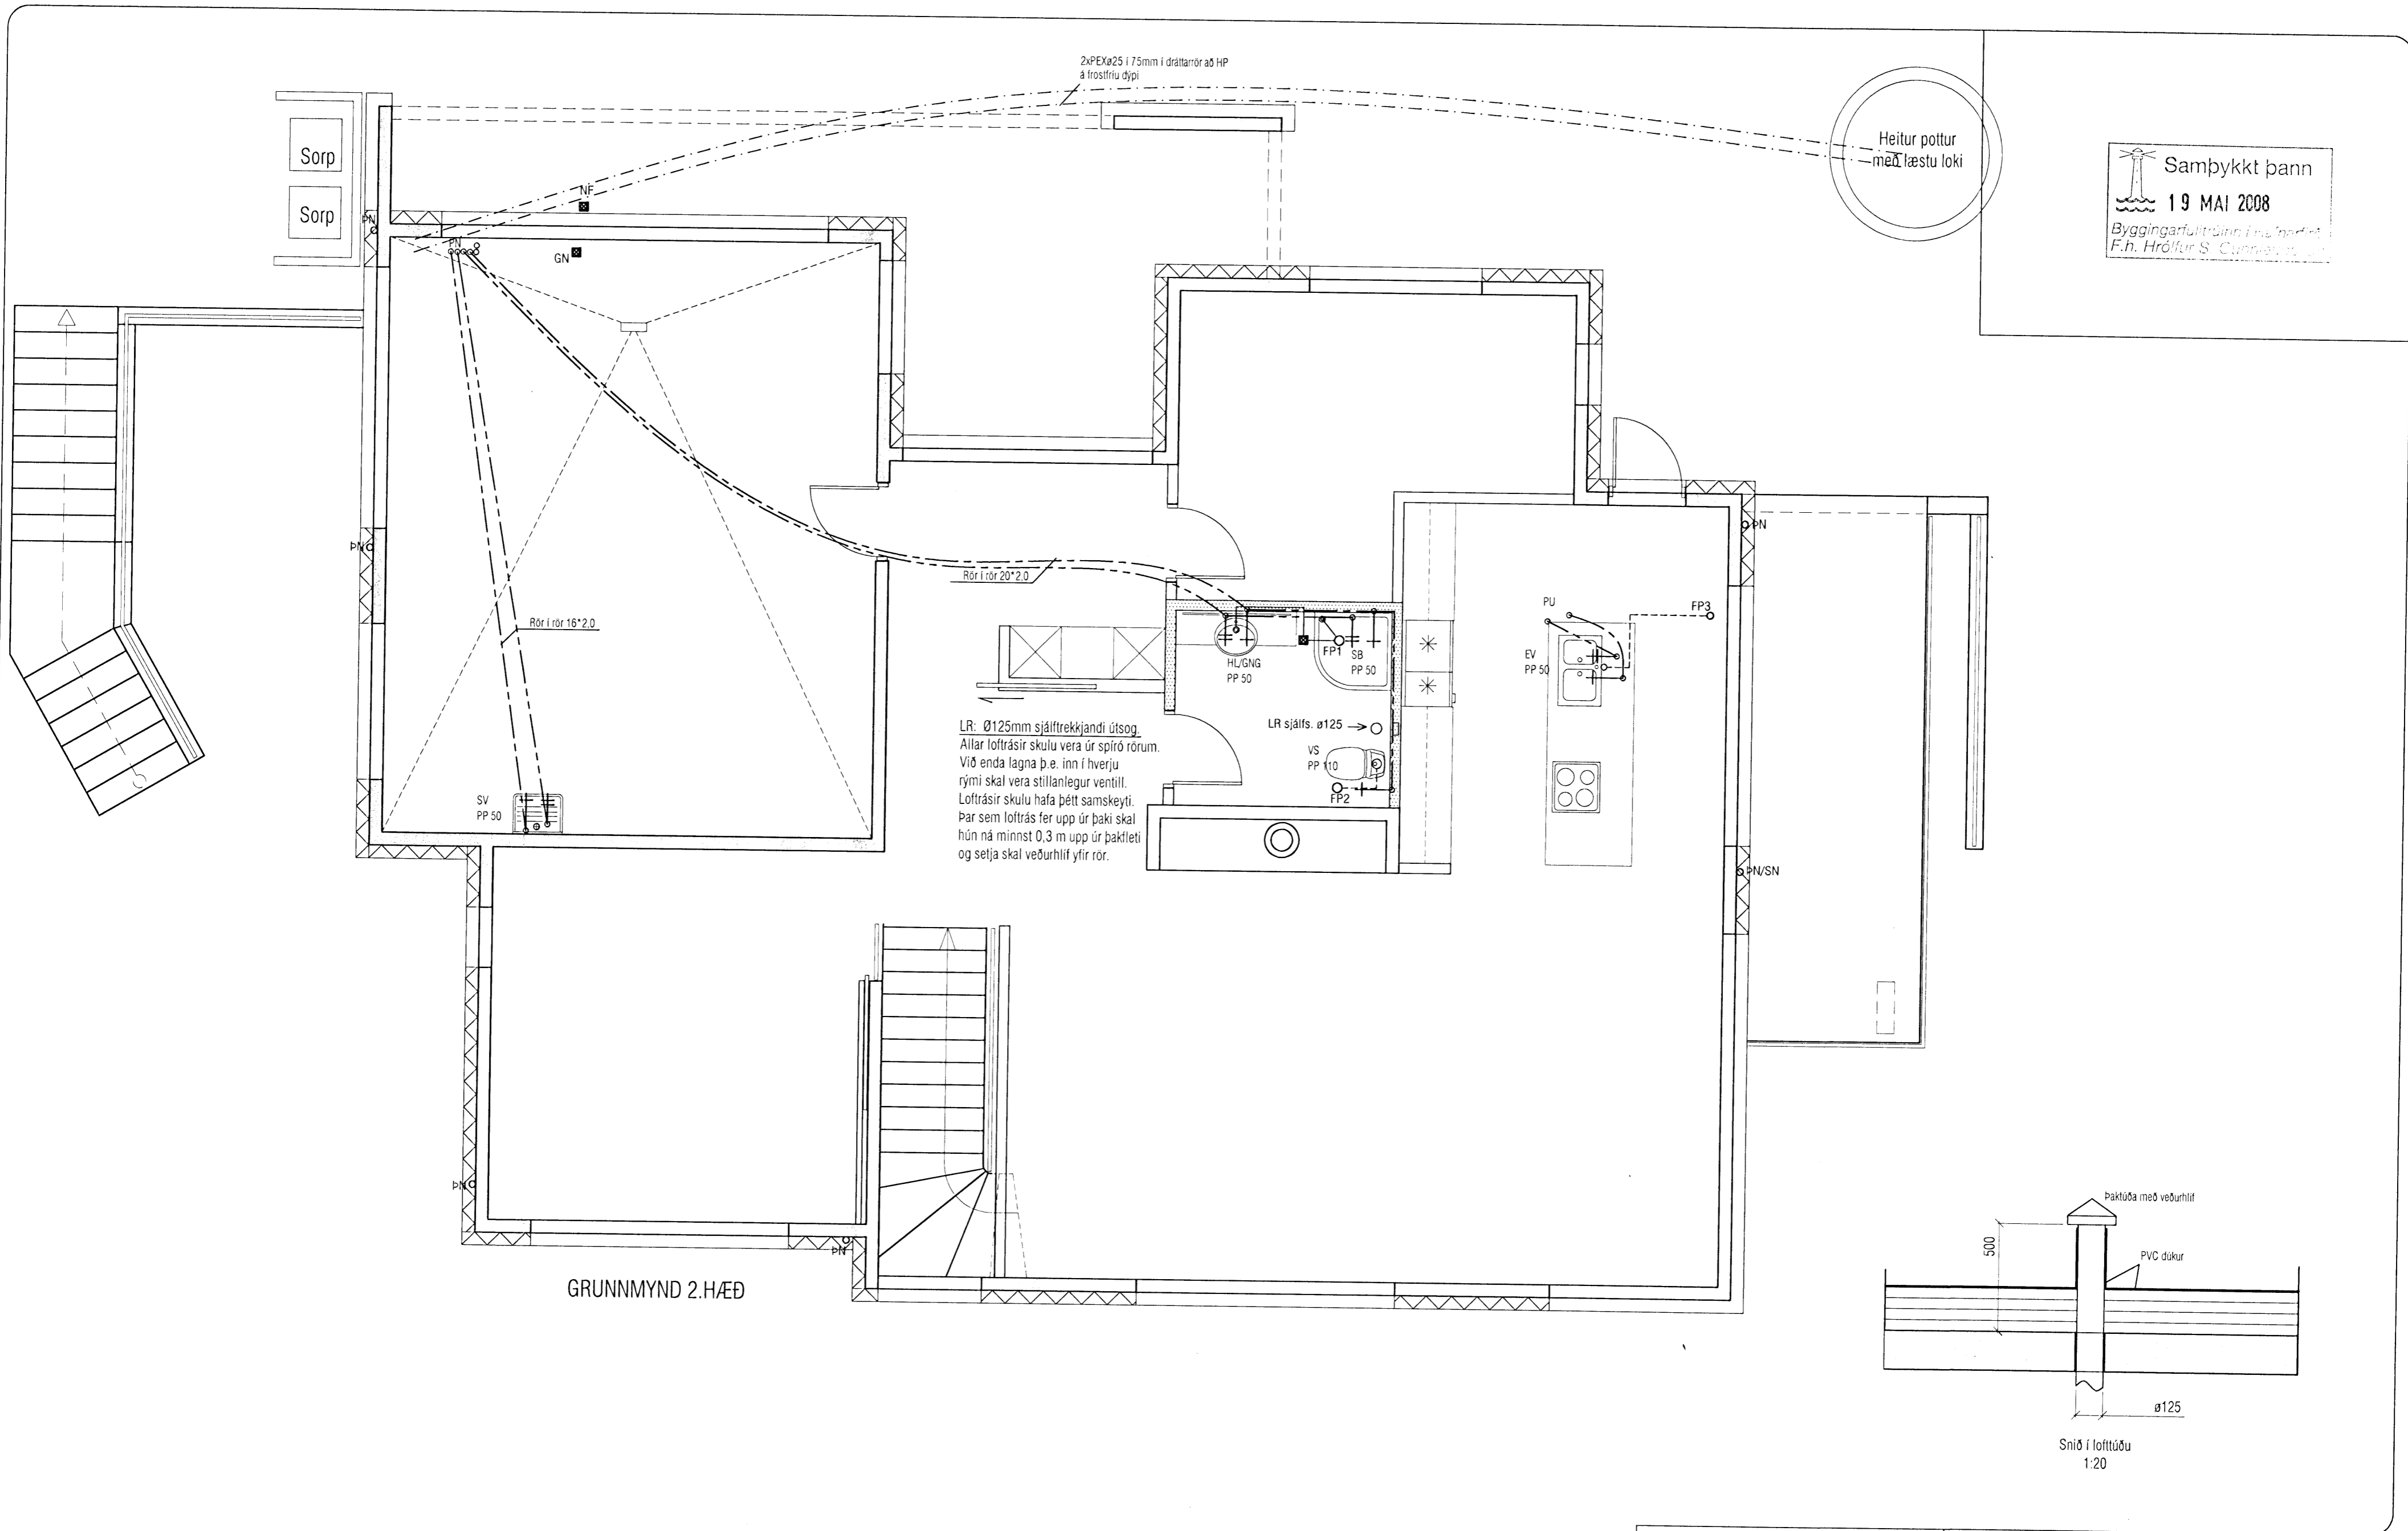 2xPEXø25 í 75mm í dráttarrör að HP
á frostfríu dýpi
Heitur pottur
með læstu loki
Samþykkt þann
19 MAI 2008
Byggingarfulltrúinn í
F.h. Hrólfur S.
Sorp
Sorp
NF
ÞN
ÞN
GN
ÞN
ÞN
Rör í rör 20*2,0
Rör í rör 16*2,0
PU
FP3
FP1
SB
PP 50
HL/GNG
PP 50
EV
PP 50
LR sjálfs. ø125
VS
PP 110
FP2
LR: Ø125mm sjálftrekkjandi útsog.
Allar loftrásir skulu vera úr spíró rörum.
Við enda lagna þ.e. inn í hverju
rými skal vera stillanlegur ventill.
Loftrásir skulu hafa þétt samskeyti.
Þar sem loftrás fer upp úr þaki skal
hún ná minnst 0,3 m upp úr þakfleti
og setja skal veðurhlíf yfir rör.
SV
PP 50
ÞN/SN
ÞN
ÞN
GRUNNMYND 2.HÆÐ
Þaktúða með veðurhlíf
500
PVC dúkur
ø125
Snið í lofttúðu
1:20